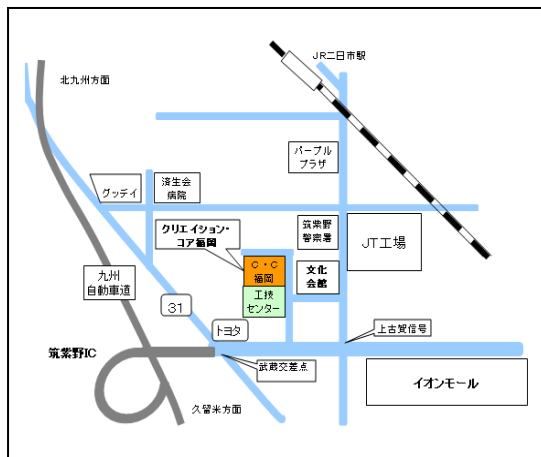 JR二日市駅
北九州方面
パープル
プラザ
済生会
病院
グッデイ
クリエイション・
コア福岡
筑紫野
警察署
JT工場
C・C
福岡
文化
会館
九州
自動車道
工技
センター
31
トヨタ
上古賀信号
筑紫野IC
武蔵交差点
イオンモール
久留米方面